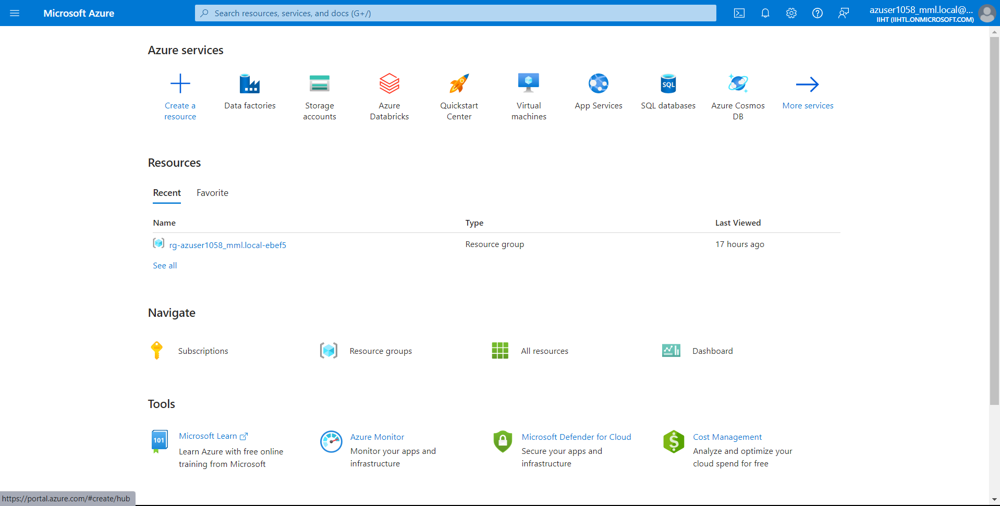 Microsoft Azure
Search resources, services, and docs (G+/)
azuser1058_mml.local@...
IIHT (IIHTL.ONMICROSOFT.COM)
Azure services
Create a resource
Data factories
Storage accounts
Azure Databricks
Quickstart Center
Virtual machines
App Services
SQL
SQL databases
Azure Cosmos DB
More services
Resources
Recent Favorite
Name Type Last Viewed
rg-azuser1058_mml.local-ebef5 Resource group 17 hours ago
See all
Navigate
Subscriptions Resource groups All resources Dashboard
Tools
101
Microsoft Learn
Learn Azure with free online
training from Microsoft
Azure Monitor
Monitor your apps and
infrastructure
Microsoft Defender for Cloud
Secure your apps and
infrastructure
$
Cost Management
Analyze and optimize your
cloud spend for free
https://portal.azure.com/#create/hub